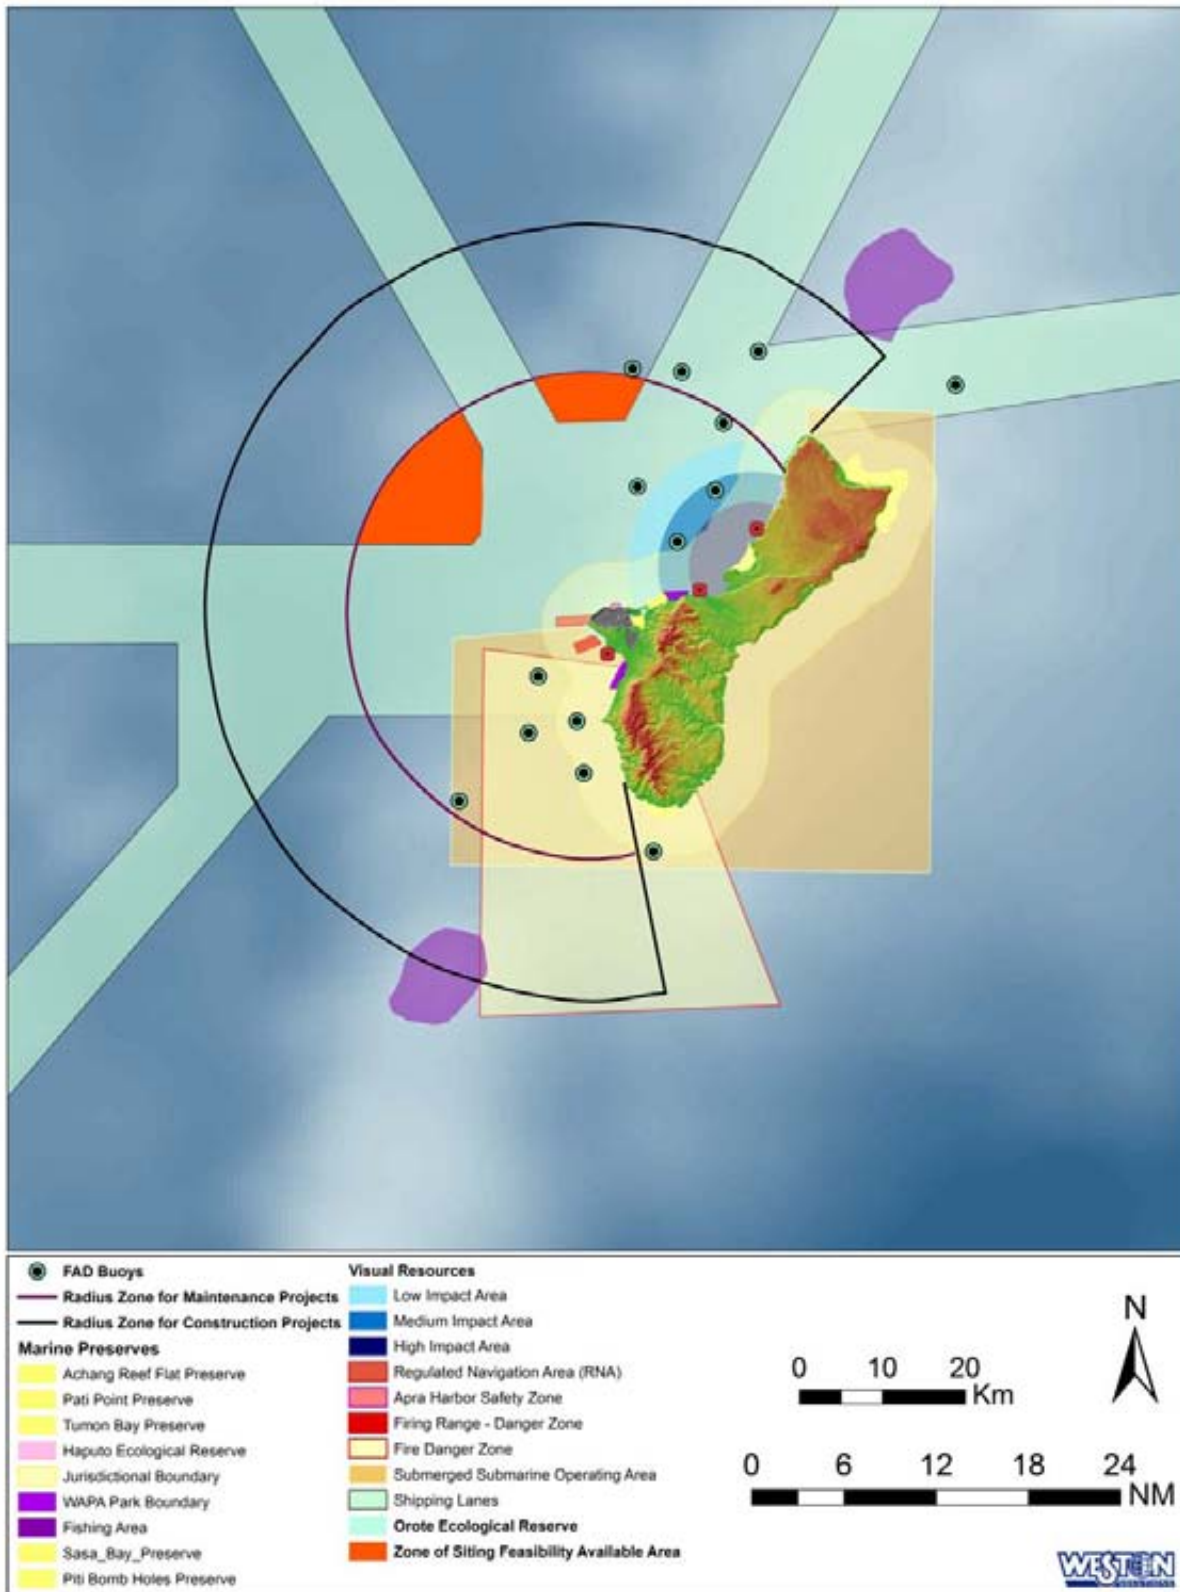 FAD Buoys
Radius Zone for Maintenance Projects
Radius Zone for Construction Projects
Marine Preserves
Achang Reef Flat Preserve
Pati Point Preserve
Tumon Bay Preserve
Haputo Ecological Reserve
Jurisdictional Boundary
WAPA Park Boundary
Fishing Area
Sasa_Bay_Preserve
Piti Bomb Holes Preserve
Visual Resources
Low Impact Area
Medium Impact Area
High Impact Area
Regulated Navigation Area (RNA)
Apra Harbor Safety Zone
Firing Range - Danger Zone
Fire Danger Zone
Submerged Submarine Operating Area
Shipping Lanes
Orote Ecological Reserve
Zone of Siting Feasibility Available Area
N
0 10 20
Km
0 6 12 18 24
NM
WESTON